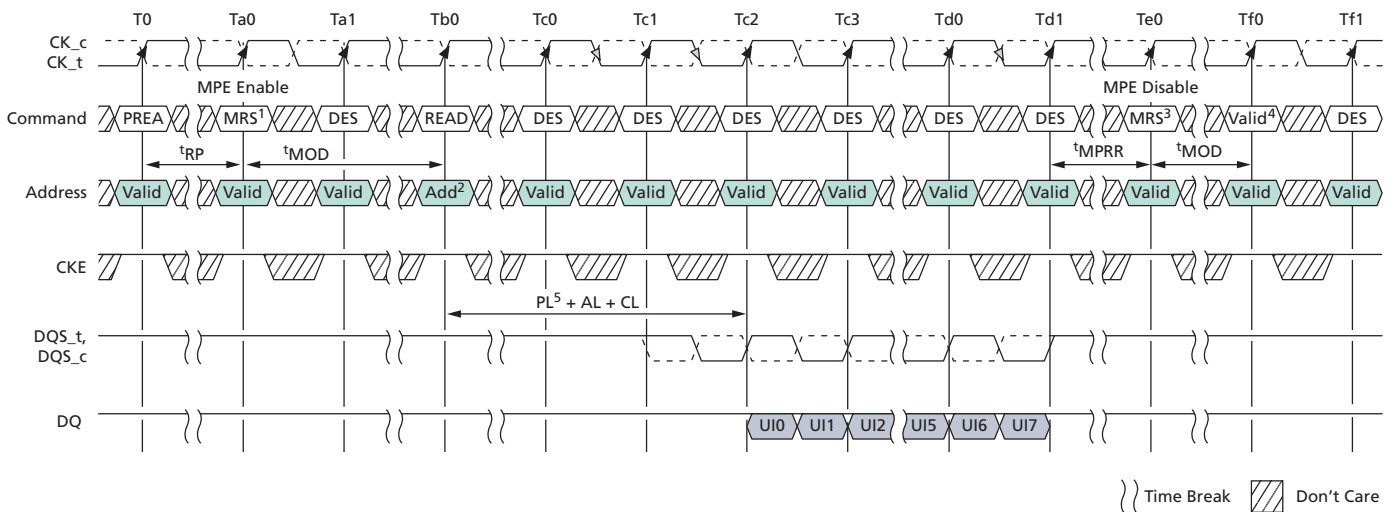 T0 Ta0 Ta1 Tb0 Tc0 Tc1 Tc2 Tc3 Td0 Td1 Te0 Tf0 Tf1
CK_c
CK_t
MPE Enable MPE Disable
Command PREA MRS¹ DES READ DES DES DES DES DES DES MRS³ Valid⁴ DES
tRP tMOD tMPRR tMOD
Address Valid Valid Valid Add² Valid Valid Valid Valid Valid Valid Valid Valid Valid
CKE
PL⁵ + AL + CL
DQS_t,
DQS_c
DQ UI0 UI1 UI2 UI5 UI6 UI7
Time Break Don't Care